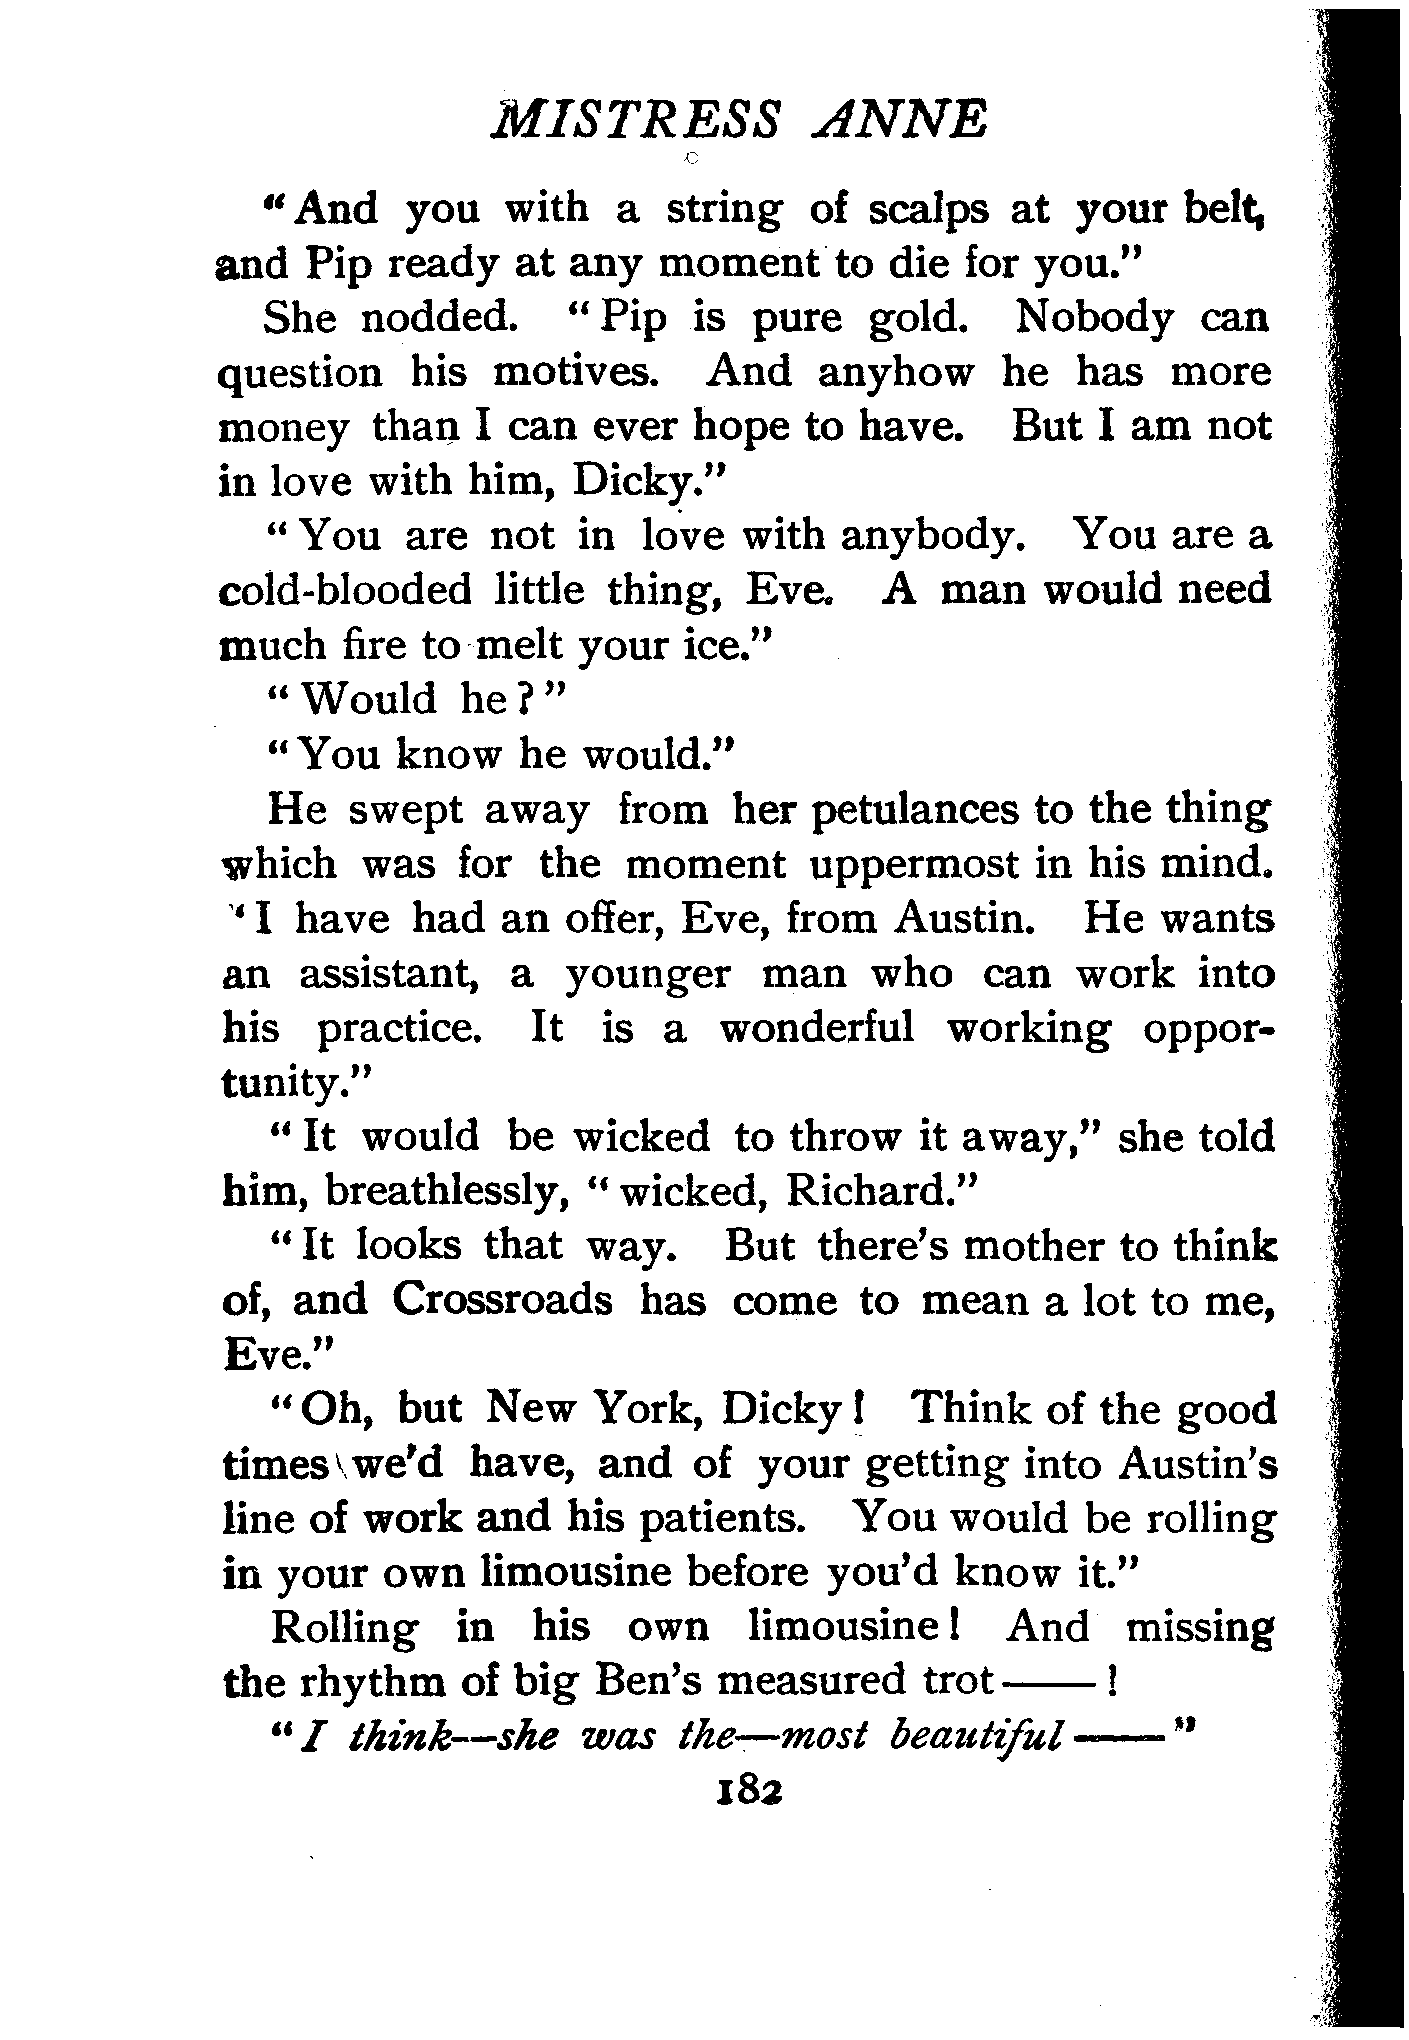 MISTRESS ANNE
"And you with a string of scalps at your belt,
and Pip ready at any moment to die for you."
She nodded. "Pip is pure gold. Nobody can
question his motives. And anyhow he has more
money than I can ever hope to have. But I am not
in love with him, Dicky."
"You are not in love with anybody. You are a
cold-blooded little thing, Eve. A man would need
much fire to melt your ice."
"Would he?"
"You know he would."
He swept away from her petulances to the thing
which was for the moment uppermost in his mind.
"I have had an offer, Eve, from Austin. He wants
an assistant, a younger man who can work into
his practice. It is a wonderful working oppor-
tunity."
"It would be wicked to throw it away," she told
him, breathlessly, "wicked, Richard."
"It looks that way. But there's mother to think
of, and Crossroads has come to mean a lot to me,
Eve."
"Oh, but New York, Dicky! Think of the good
times we'd have, and of your getting into Austin's
line of work and his patients. You would be rolling
in your own limousine before you'd know it."
Rolling in his own limousine! And missing
the rhythm of big Ben's measured trot——!
"I think—she was the—most beautiful——"
182